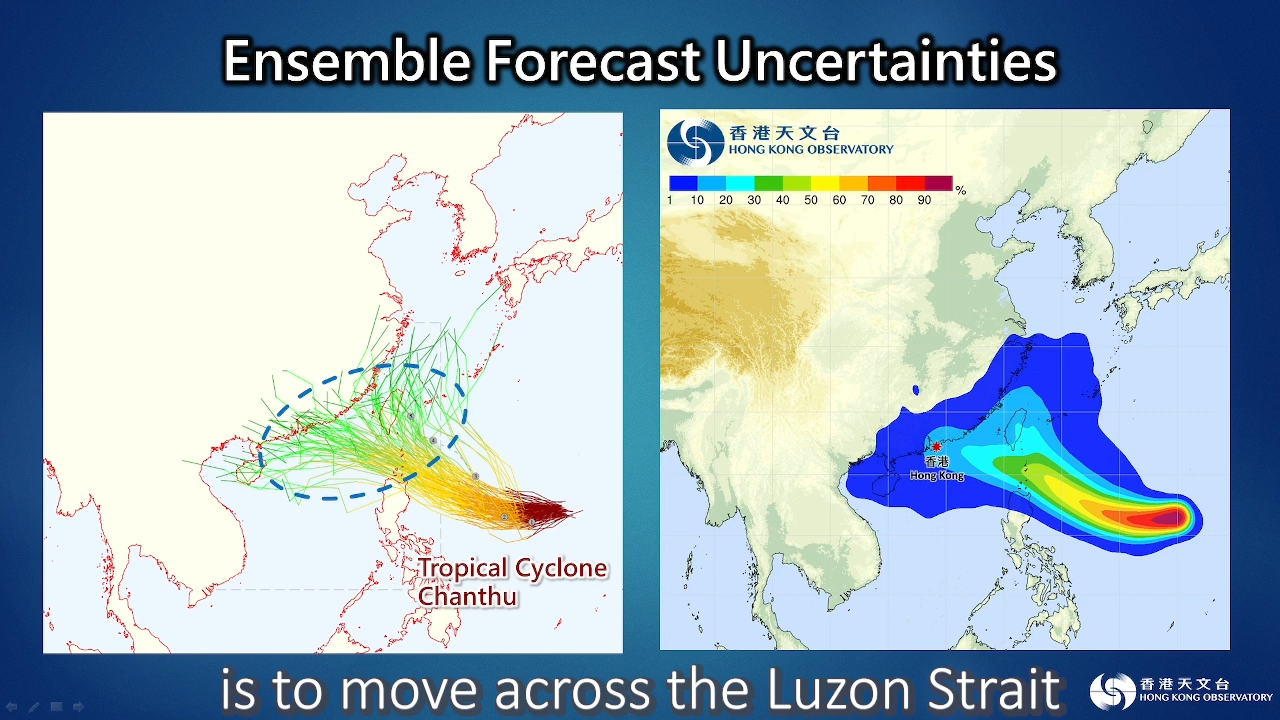 Ensemble Forecast Uncertainties
Tropical Cyclone
Chanthu
香港天文台
HONG KONG OBSERVATORY
1 10 20 30 40 50 60 70 80 90 %
香港
Hong Kong
is to move across the Luzon Strait
香港天文台
HONG KONG OBSERVATORY